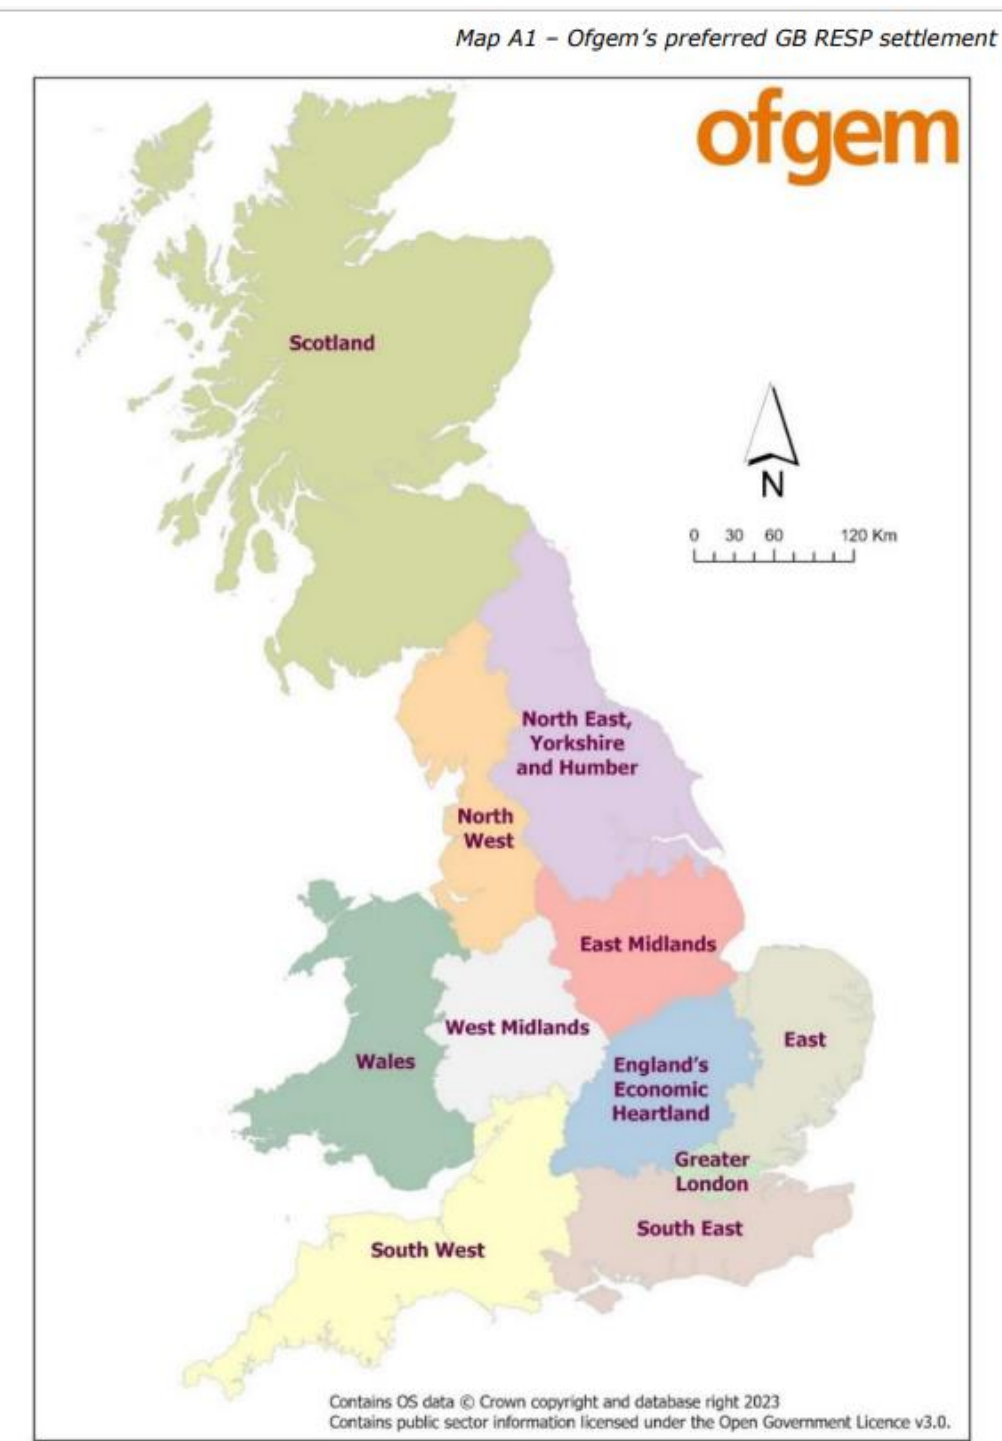 Map A1 – Ofgem's preferred GB RESP settlement
ofgem
Scotland
N
0 30 60 120 Km
North East,
Yorkshire
and Humber
North
West
East Midlands
West Midlands
East
Wales
England's
Economic
Heartland
Greater
London
South East
South West
Contains OS data © Crown copyright and database right 2023
Contains public sector information licensed under the Open Government Licence v3.0.